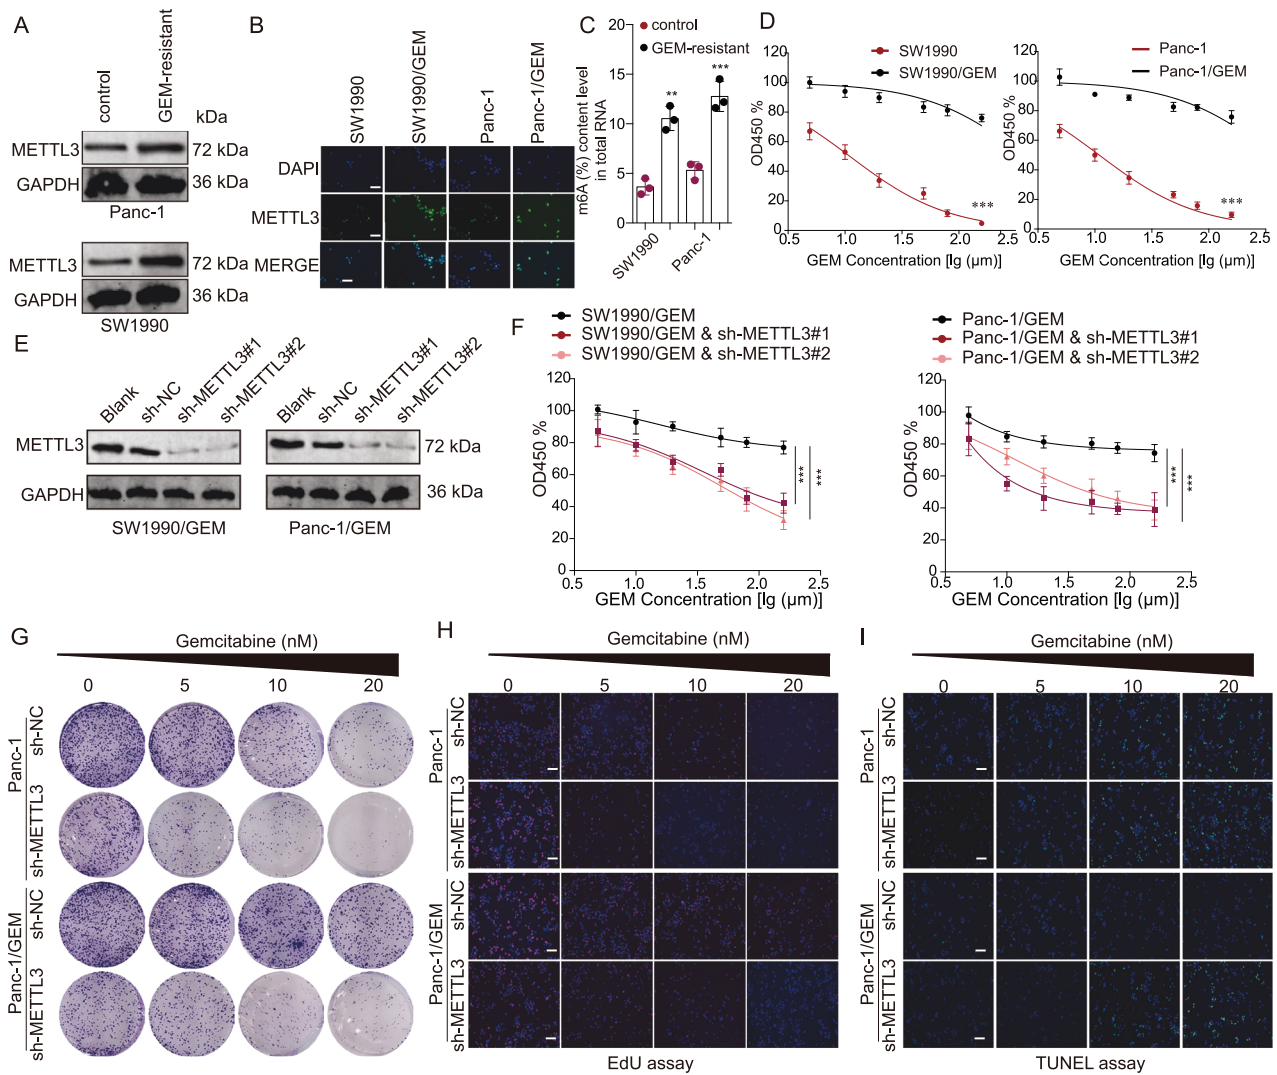 A
control
GEM-resistant
kDa
METTL3
72 kDa
GAPDH
36 kDa
Panc-1
METTL3
72 kDa
GAPDH
36 kDa
SW1990
B
SW1990
SW1990/GEM
Panc-1
Panc-1/GEM
DAPI
METTL3
MERGE
C
control
GEM-resistant
m6A (%) content level
in total RNA
20
15
10
5
0
**
***
SW1990
Panc-1
D
SW1990
SW1990/GEM
OD450 %
120
100
80
60
40
20
0
***
0.5 1.0 1.5 2.0 2.5
GEM Concentration [lg (μm)]
Panc-1
Panc-1/GEM
OD450 %
120
100
80
60
40
20
0
***
0.5 1.0 1.5 2.0 2.5
GEM Concentration [lg (μm)]
E
Blank
sh-NC
sh-METTL3#1
sh-METTL3#2
Blank
sh-NC
sh-METTL3#1
sh-METTL3#2
METTL3
72 kDa
GAPDH
36 kDa
SW1990/GEM
Panc-1/GEM
F
SW1990/GEM
SW1990/GEM & sh-METTL3#1
SW1990/GEM & sh-METTL3#2
OD450 %
120
100
80
60
40
20
0
***
***
0.5 1.0 1.5 2.0 2.5
GEM Concentration [lg (μm)]
Panc-1/GEM
Panc-1/GEM & sh-METTL3#1
Panc-1/GEM & sh-METTL3#2
OD450 %
120
100
80
60
40
20
0
***
***
0.5 1.0 1.5 2.0 2.5
GEM Concentration [lg (μm)]
G
Gemcitabine (nM)
0 5 10 20
Panc-1
sh-NC
sh-METTL3
Panc-1/GEM
sh-NC
sh-METTL3
H
Gemcitabine (nM)
0 5 10 20
Panc-1
sh-NC
sh-METTL3
Panc-1/GEM
sh-NC
sh-METTL3
EdU assay
I
Gemcitabine (nM)
0 5 10 20
Panc-1
sh-NC
sh-METTL3
Panc-1/GEM
sh-NC
sh-METTL3
TUNEL assay